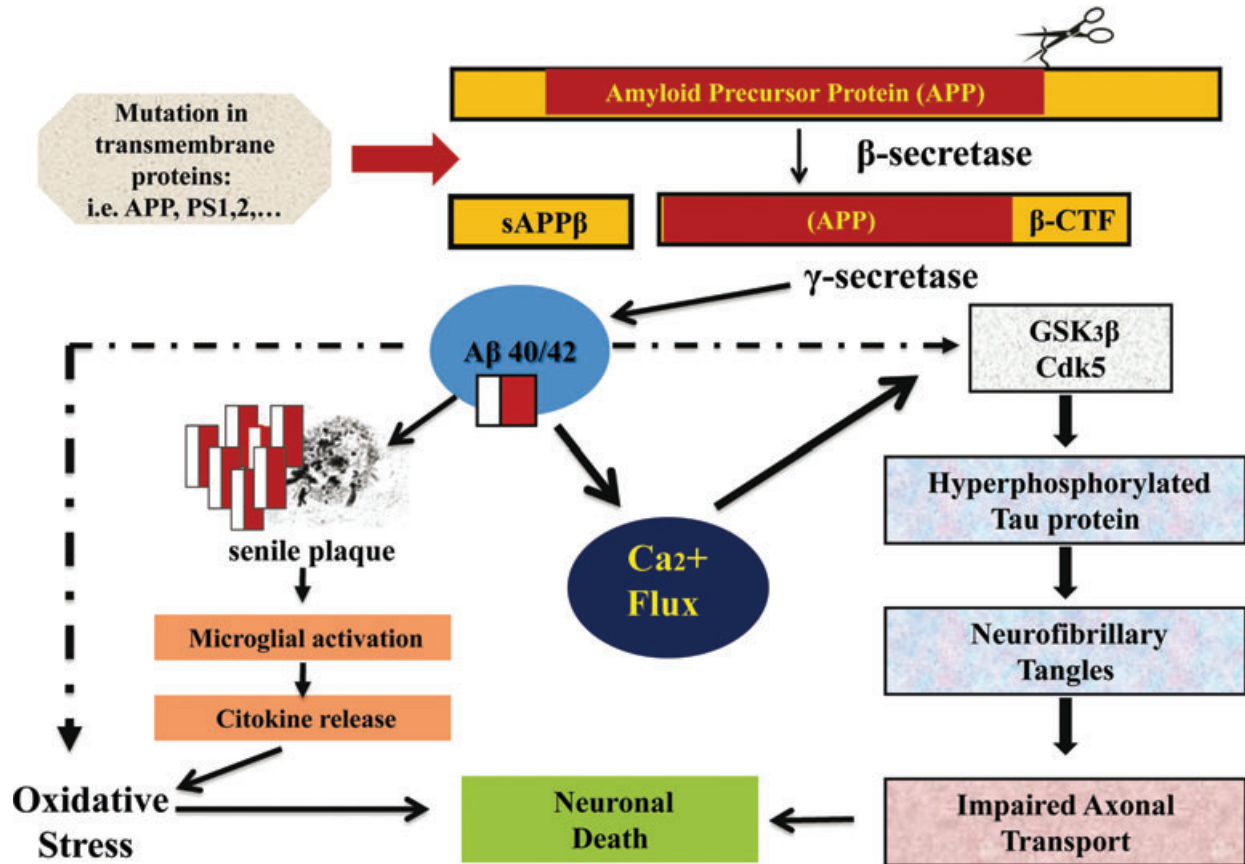 Amyloid Precursor Protein (APP)
Mutation in
transmembrane
proteins:
i.e. APP, PS1,2,…
β-secretase
sAPPβ
(APP)
β-CTF
γ-secretase
Aβ 40/42
GSK3β
Cdk5
senile plaque
Ca2+
Flux
Hyperphosphorylated
Tau protein
Microglial activation
Neurofibrillary
Tangles
Citokine release
Oxidative
Stress
Neuronal
Death
Impaired Axonal
Transport